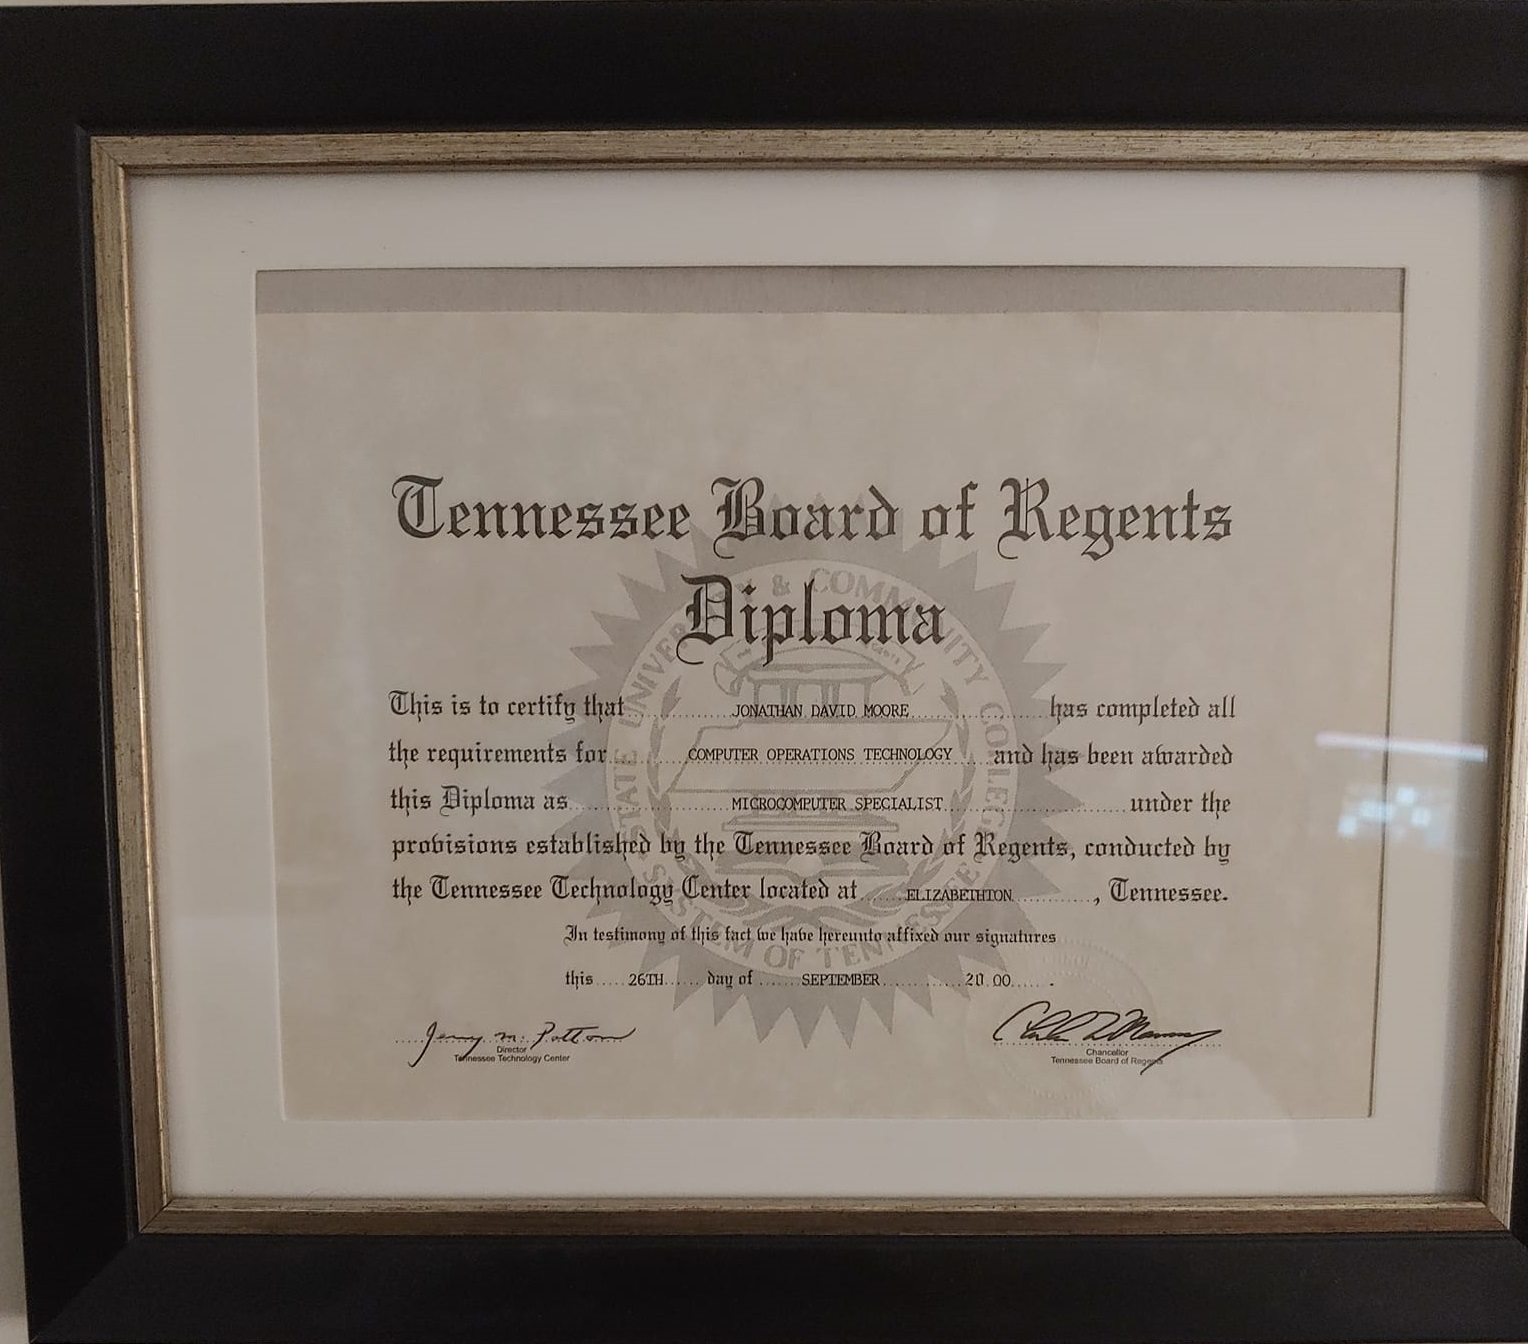 Tennessee Board of Regents
Diploma
This is to certify that JONATHAN DAVID MOORE has completed all
the requirements for COMPUTER OPERATIONS TECHNOLOGY and has been awarded
this Diploma as MICROCOMPUTER SPECIALIST under the
provisions established by the Tennessee Board of Regents, conducted by
the Tennessee Technology Center located at ELIZABETHTON, Tennessee.
In testimony of this fact we have hereunto affixed our signatures
this 26TH day of SEPTEMBER 20 00.
Jerry M. Patton
Director
Tennessee Technology Center
Chancellor
Tennessee Board of Regents
STATE UNIVERSITY & COMMUNITY COLLEGE
SYSTEM OF TENNESSEE